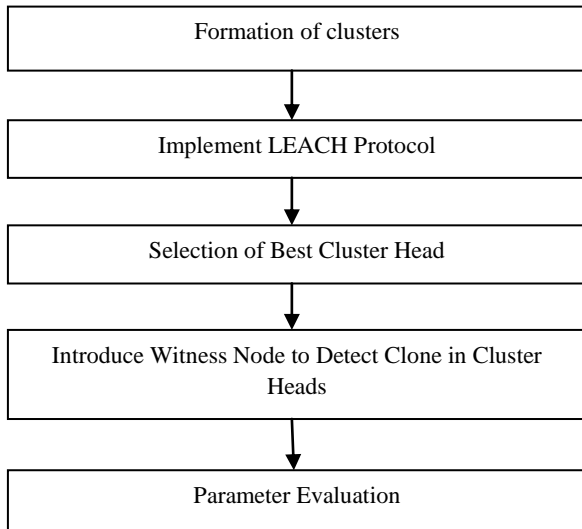 Formation of clusters
Implement LEACH Protocol
Selection of Best Cluster Head
Introduce Witness Node to Detect Clone in Cluster
Heads
Parameter Evaluation